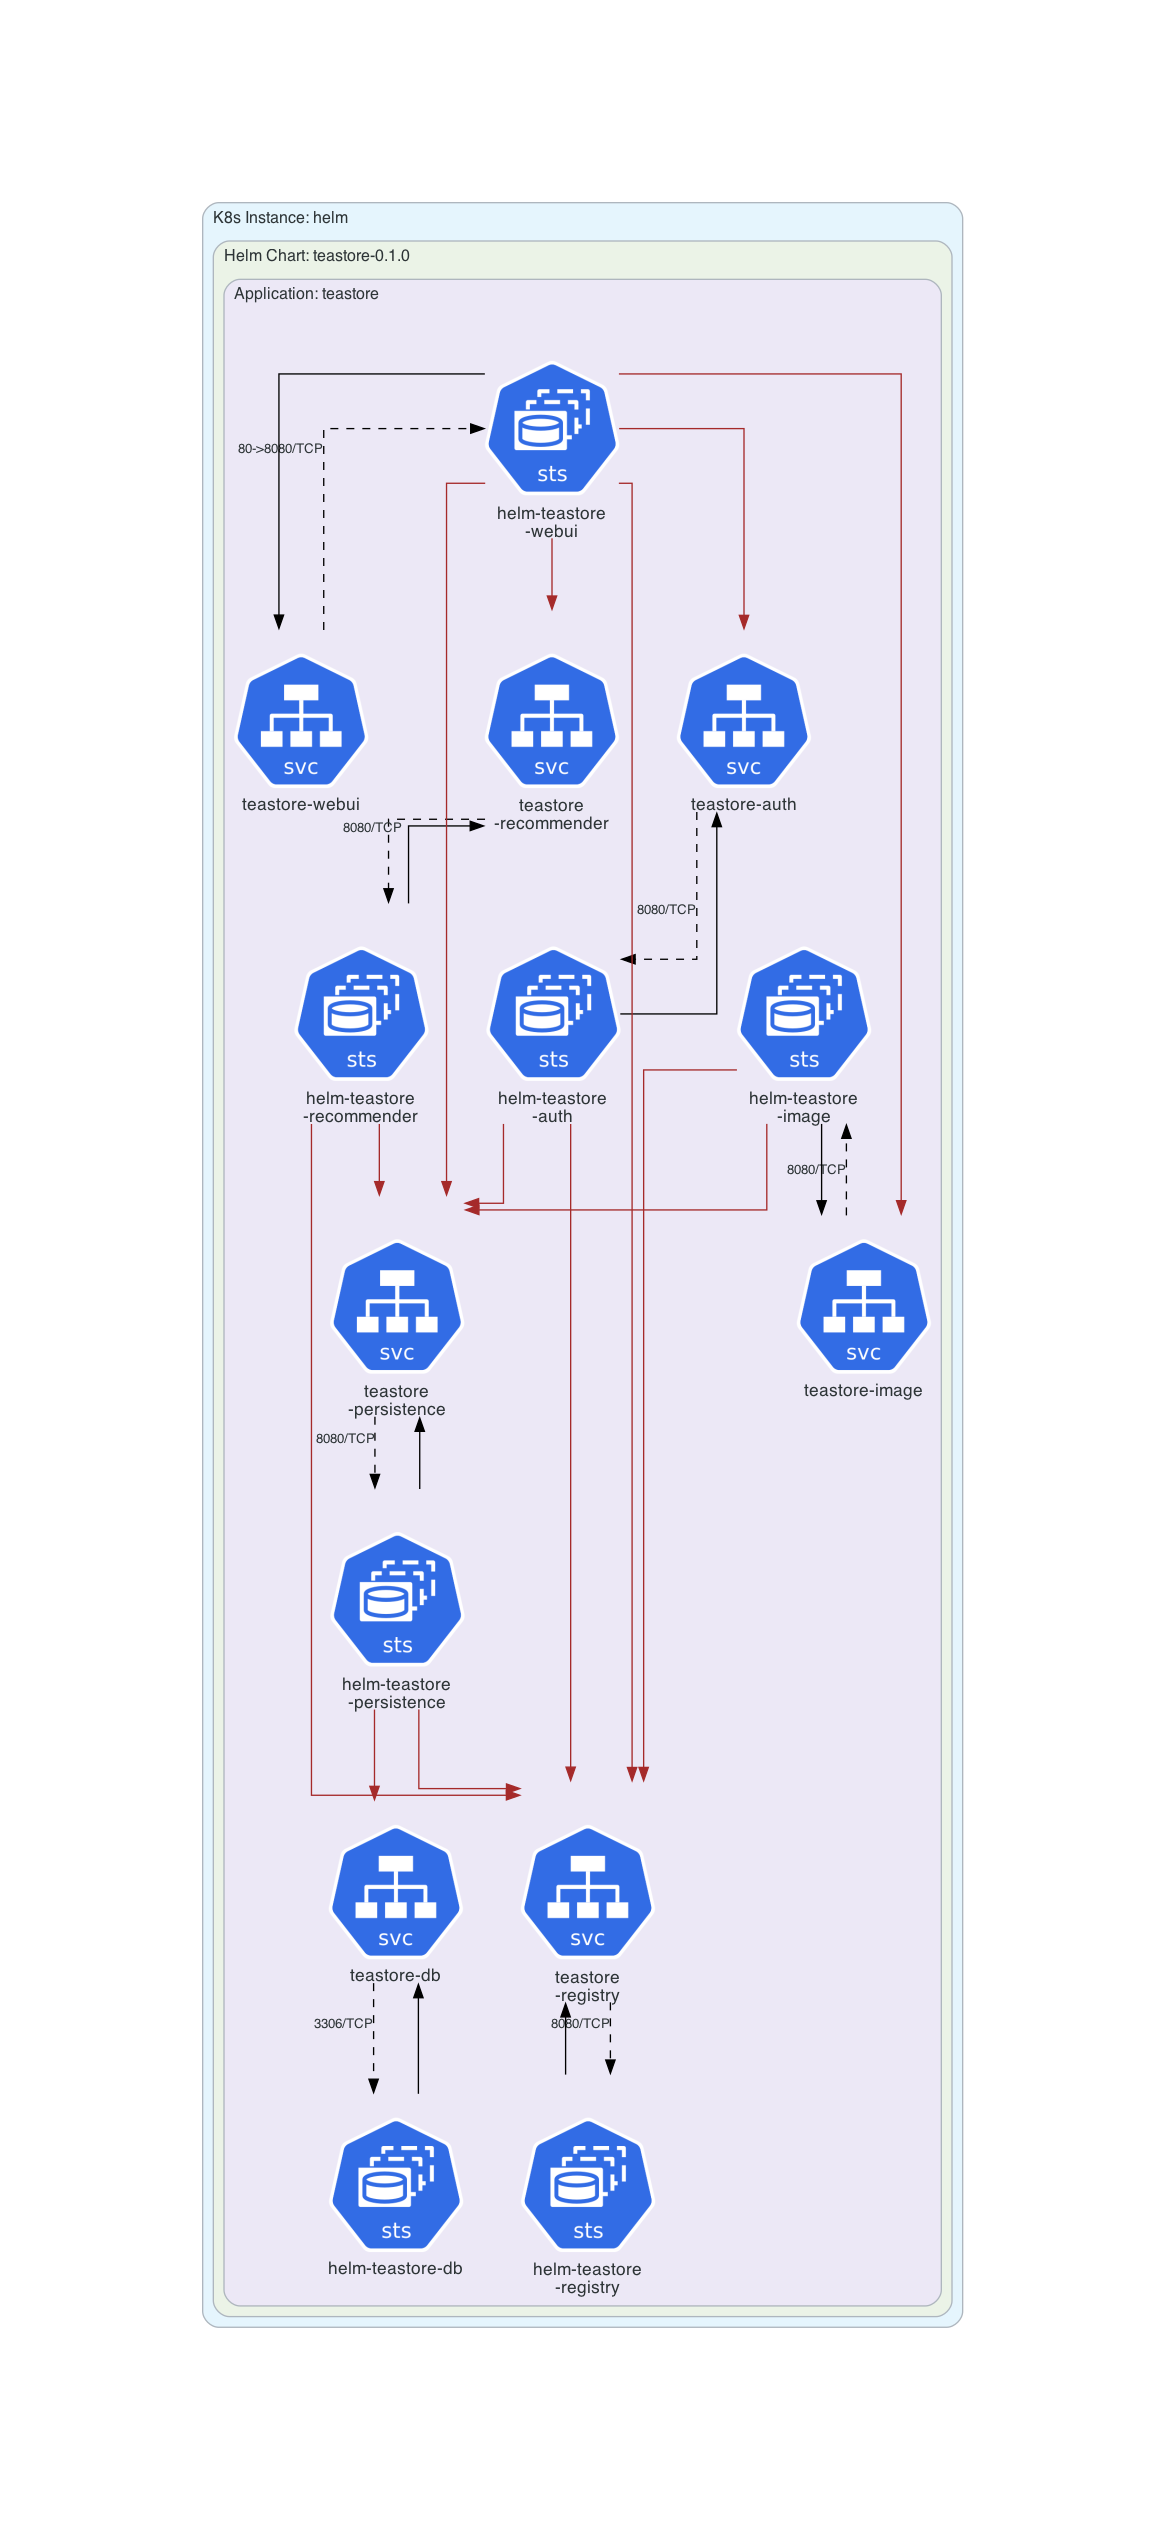 K8s Instance: helm
Helm Chart: teastore-0.1.0
Application: teastore
80->8080/TCP
sts
helm-teastore
-webui
svc
teastore-webui
svc
teastore
-recommender
svc
teastore-auth
8080/TCP
8080/TCP
sts
helm-teastore
-recommender
sts
helm-teastore
-auth
sts
helm-teastore
-image
8080/TCP
svc
teastore
-persistence
svc
teastore-image
8080/TCP
sts
helm-teastore
-persistence
svc
teastore-db
svc
teastore
-registry
3306/TCP
8080/TCP
sts
helm-teastore-db
sts
helm-teastore
-registry